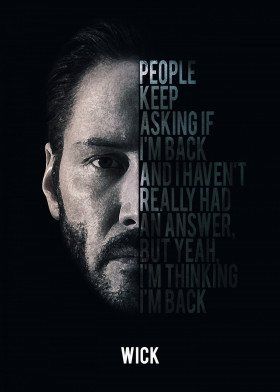 PEOPLE
KEEP
ASKING IF
I'M BACK
AND I HAVEN'T
REALLY HAD
AN ANSWER,
BUT YEAH,
I'M THINKING
I'M BACK
WICK